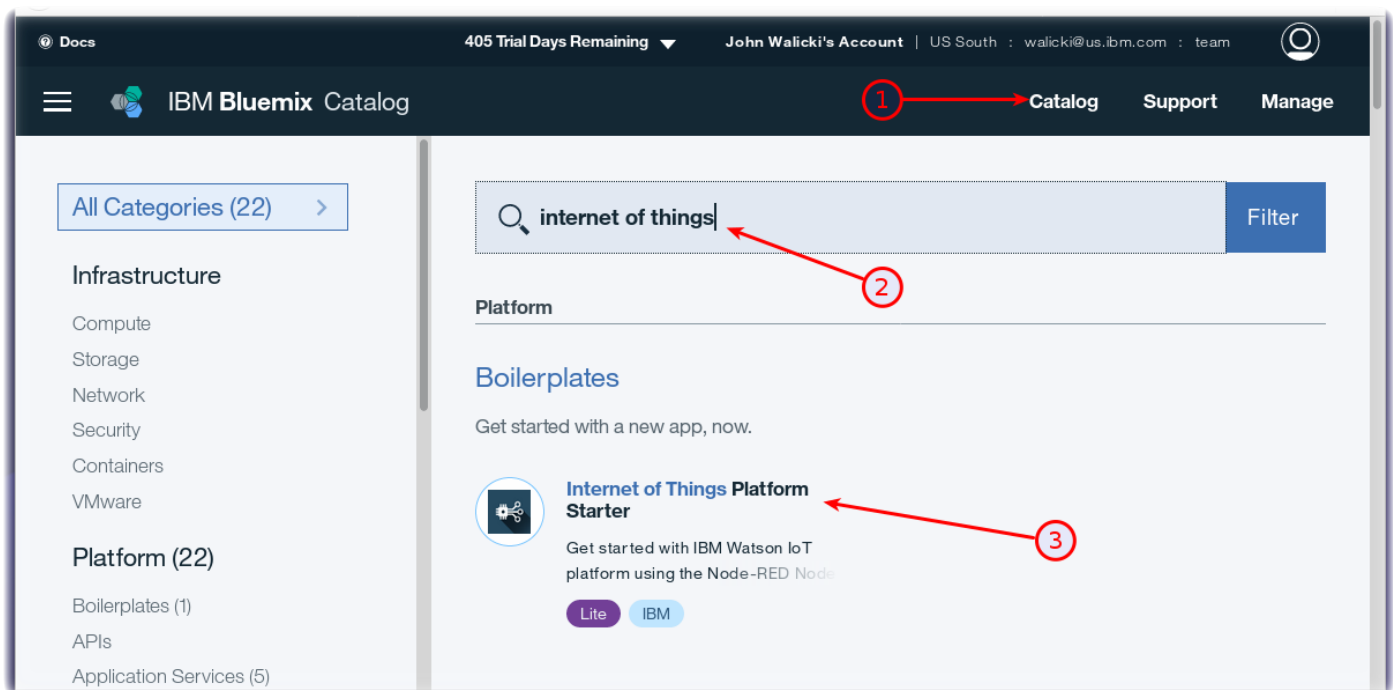 Docs
405 Trial Days Remaining
John Walicki's Account | US South : walicki@us.ibm.com : team
IBM Bluemix Catalog
1
Catalog
Support
Manage
All Categories (22)
internet of things
Filter
2
Infrastructure
Compute
Storage
Network
Security
Containers
VMware
Platform (22)
Boilerplates (1)
APIs
Application Services (5)
Platform
Boilerplates
Get started with a new app, now.
Internet of Things Platform
Starter
3
Get started with IBM Watson IoT
platform using the Node-RED Node
Lite
IBM